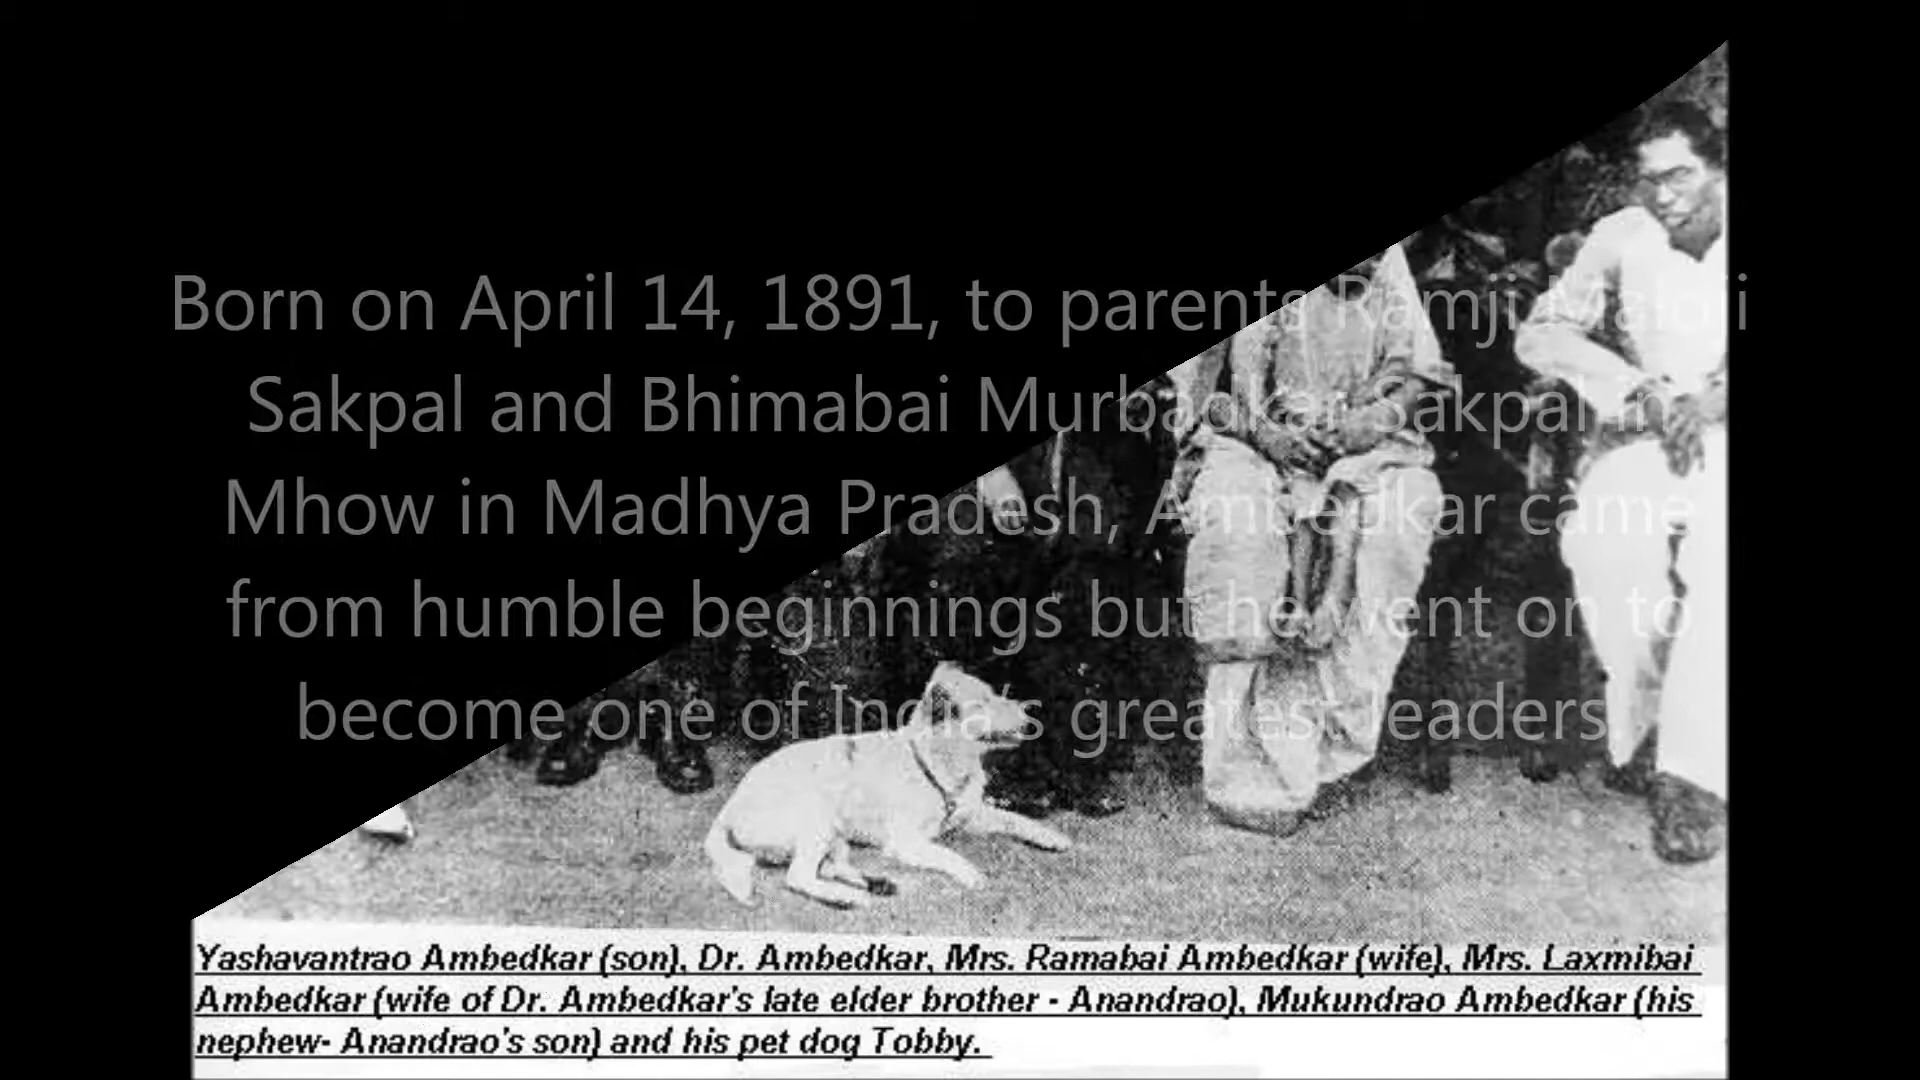 Born on April 14, 1891, to parents Ramji Maloji
Sakpal and Bhimabai Murbadkar Sakpal in
Mhow in Madhya Pradesh, Ambedkar came
from humble beginnings but he went on to
become one of India's greatest leaders
Yashavantrao Ambedkar (son), Dr. Ambedkar, Mrs. Ramabai Ambedkar (wife), Mrs. Laxmibai
Ambedkar (wife of Dr. Ambedkar's late elder brother - Anandrao), Mukundrao Ambedkar (his
nephew- Anandrao's son) and his pet dog Tobby.